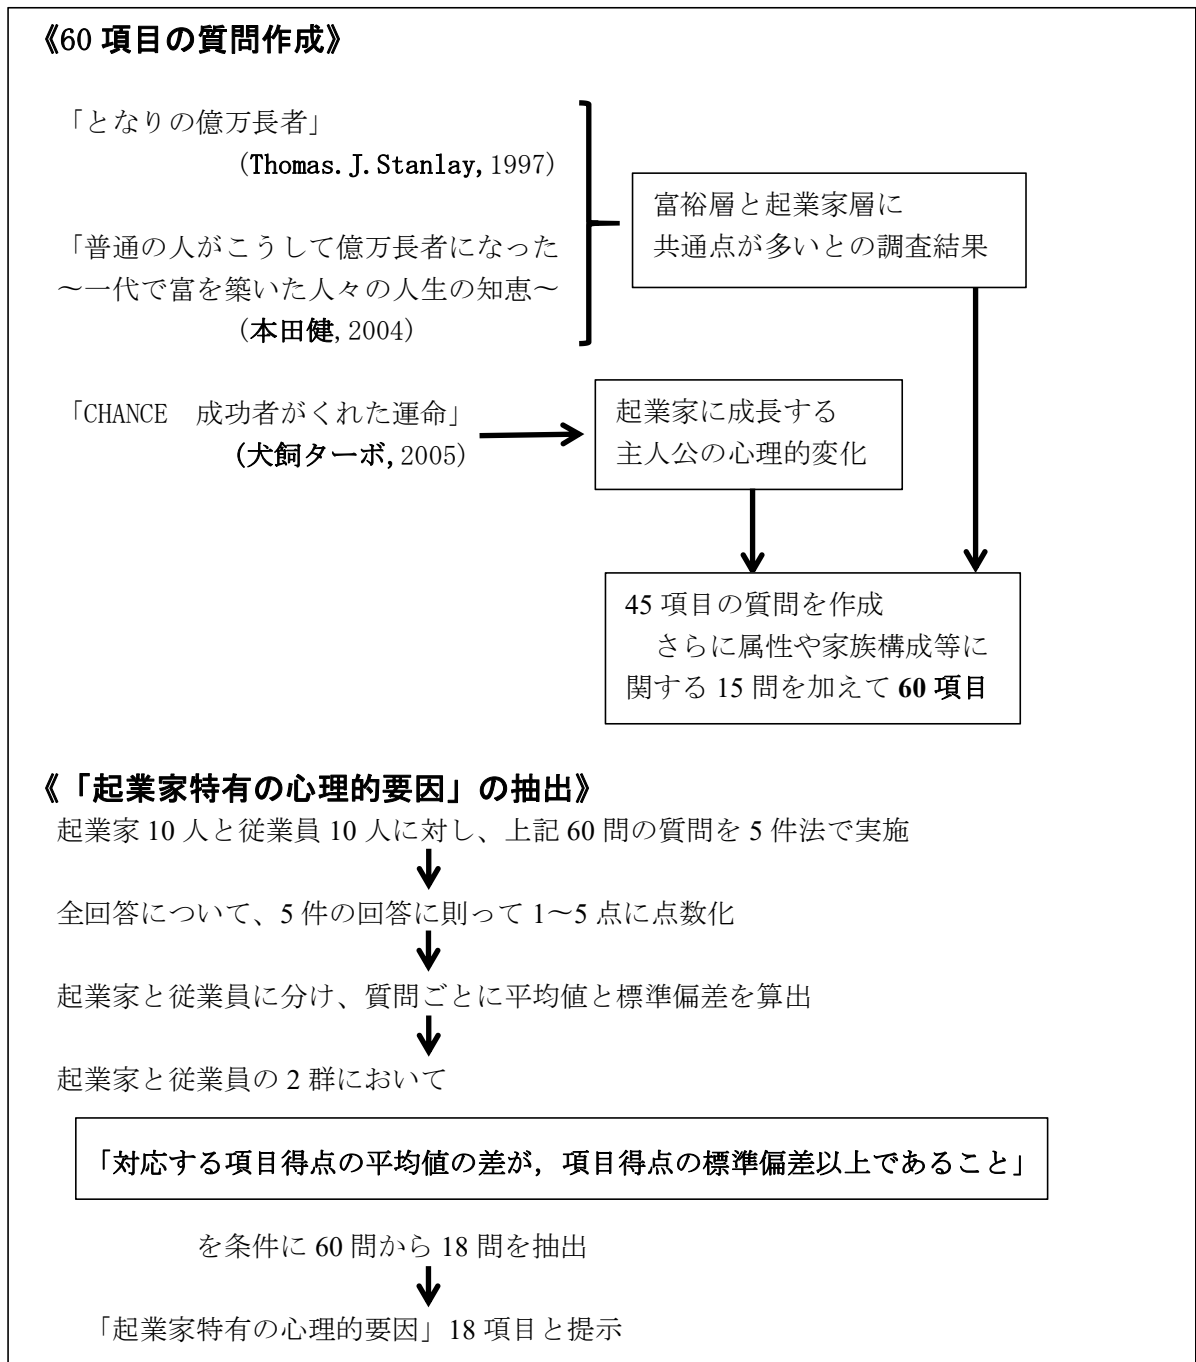 《60 項目の質問作成》
「となりの億万長者」
(Thomas. J. Stanlay, 1997)
「普通の人がこうして億万長者になった
～一代で富を築いた人々の人生の知恵～
(本田健, 2004)
富裕層と起業家層に
共通点が多いとの調査結果
「CHANCE　成功者がくれた運命」
(犬飼ターボ, 2005)
起業家に成長する
主人公の心理的変化
45 項目の質問を作成
さらに属性や家族構成等に
関する 15 問を加えて 60 項目
《「起業家特有の心理的要因」の抽出》
起業家 10 人と従業員 10 人に対し、上記 60 問の質問を 5 件法で実施
全回答について、5 件の回答に則って 1～5 点に点数化
起業家と従業員に分け、質問ごとに平均値と標準偏差を算出
起業家と従業員の 2 群において
「対応する項目得点の平均値の差が，項目得点の標準偏差以上であること」
を条件に 60 問から 18 問を抽出
「起業家特有の心理的要因」18 項目と提示